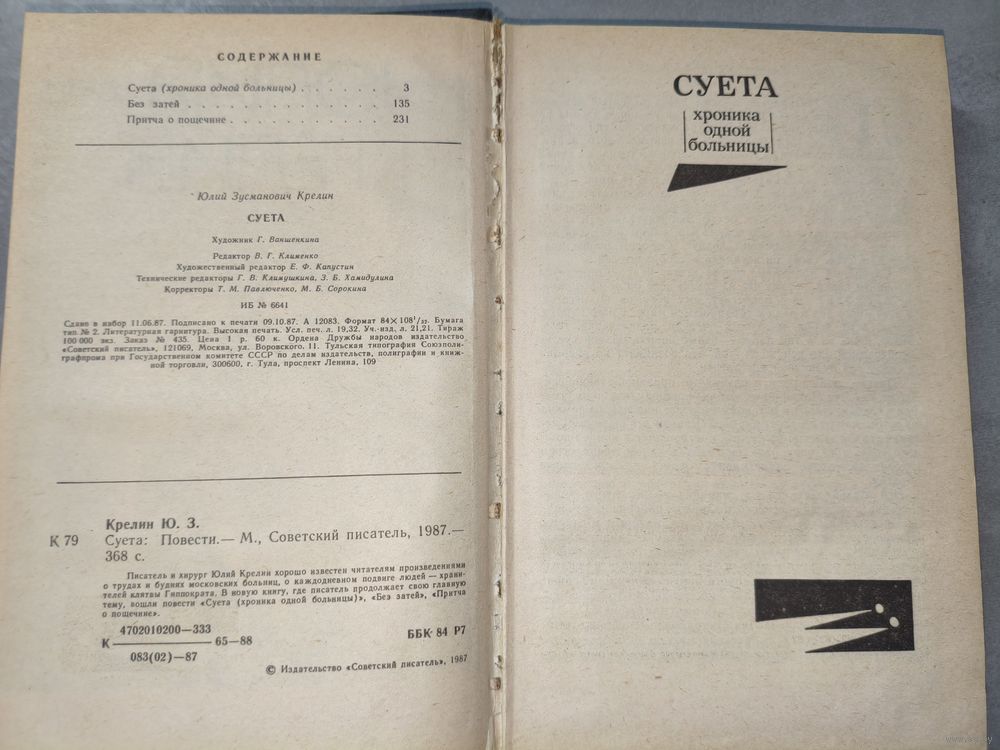 СОДЕРЖАНИЕ
Суета (хроника одной больницы) . . . . . . 3
Без затей . . . . . . . . . . . . . . 135
Притча о пощечине . . . . . . . . . . . 231
Юлий Зусманович Крелин
СУЕТА
Художник Г. Ваншенкина
Редактор В. Г. Клименко
Художественный редактор Е. Ф. Капустин
Технические редакторы Г. В. Климушкина, З. Б. Хамидулина
Корректоры Т. М. Павлюченко, М. Б. Сорокина
ИБ № 6641
Сдано в набор 11.06.87. Подписано к печати 09.10.87. А 12083. Формат 84×108¹/₃₂. Бумага
тип. № 2. Литературная гарнитура. Высокая печать. Усл. печ. л. 19,32. Уч.-изд. л. 21,21. Тираж
100 000 экз. Заказ № 435. Цена 1 р. 60 к. Ордена Дружбы народов издательство
«Советский писатель», 121069, Москва, ул. Воровского, 11. Тульская типография Союзполи-
графпрома при Государственном комитете СССР по делам издательств, полиграфии и книж-
ной торговли, 300600, г. Тула, проспект Ленина, 109
Крелин Ю. З.
К 79 Суета: Повести.— М., Советский писатель, 1987.—
368 с.
Писатель и хирург Юлий Крелин хорошо известен читателям произведениями
о трудах и буднях московских больниц, о каждодневном подвиге людей — храни-
телей клятвы Гиппократа. В новую книгу, где писатель продолжает свою главную
тему, вошли повести «Суета (хроника одной больницы)», «Без затей», «Притча
о пощечине».
4702010200—333
К 65—88
083(02)—87
ББК 84 Р7
© Издательство «Советский писатель», 1987
СУЕТА
хроника
одной
больницы